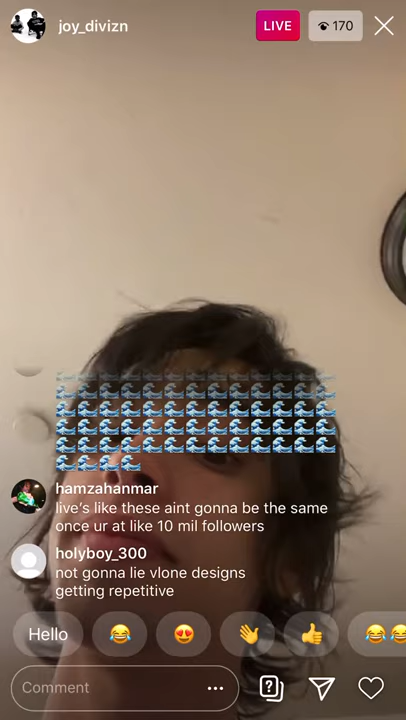 joy_divizn
LIVE
170
hamzahanmar
live's like these aint gonna be the same
once ur at like 10 mil followers
holyboy_300
not gonna lie vlone designs
getting repetitive
Hello
Comment